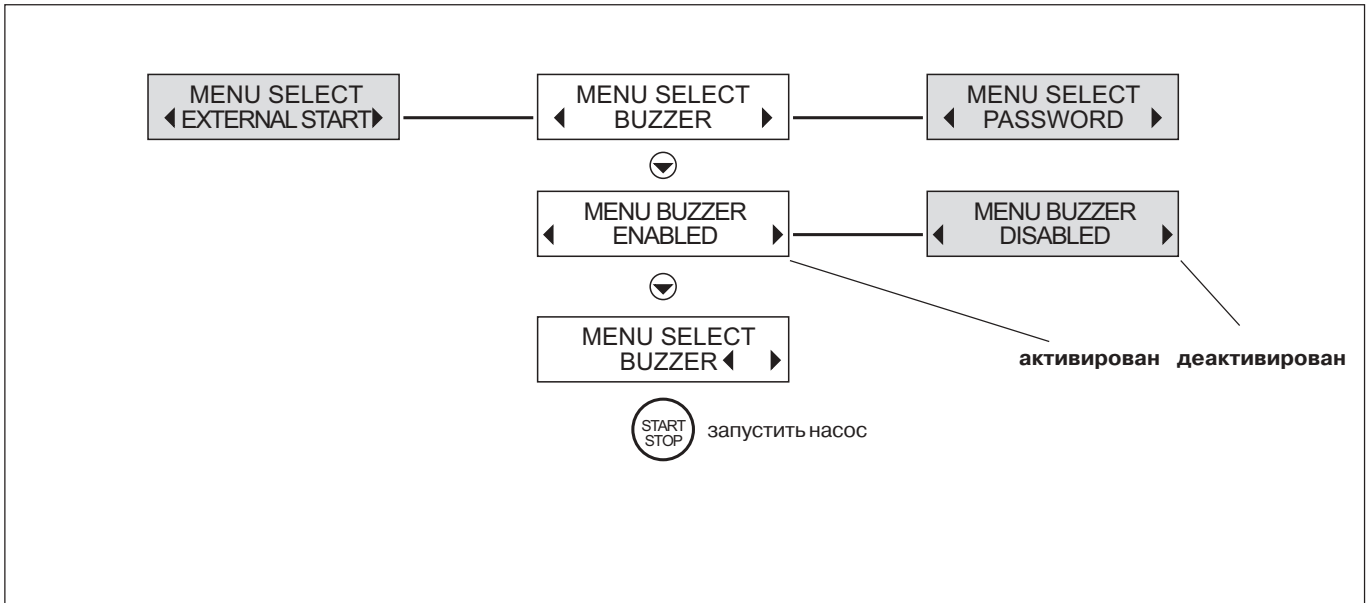 MENU SELECT
EXTERNAL START
MENU SELECT
BUZZER
MENU SELECT
PASSWORD
MENU BUZZER
ENABLED
MENU BUZZER
DISABLED
MENU SELECT
BUZZER
активирован
деактивирован
START
STOP
запустить насос